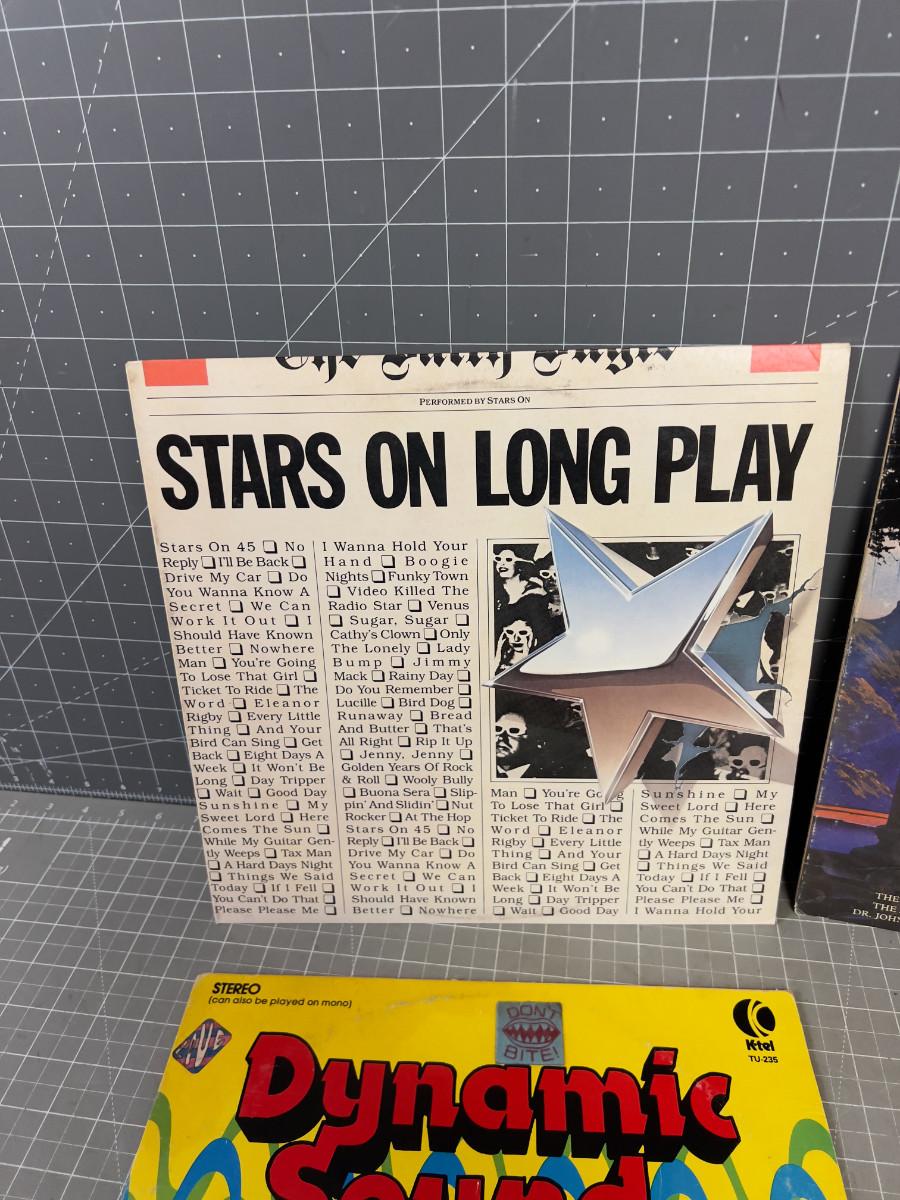 PERFORMED BY STARS ON
STARS ON LONG PLAY
Stars On 45 ❏ No
Reply ❏ I'll Be Back ❏
Drive My Car ❏ Do
You Wanna Know A
Secret ❏ We Can
Work It Out ❏ I
Should Have Known
Better ❏ Nowhere
Man ❏ You're Going
To Lose That Girl ❏
Ticket To Ride ❏ The
Word ❏ Eleanor
Rigby ❏ Every Little
Thing ❏ And Your
Bird Can Sing ❏ Get
Back ❏ Eight Days A
Week ❏ It Won't Be
Long ❏ Day Tripper
❏ Wait ❏ Good Day
Sunshine ❏ My
Sweet Lord ❏ Here
Comes The Sun ❏
While My Guitar Gen-
tly Weeps ❏ Tax Man
❏ A Hard Days Night
❏ Things We Said
Today ❏ If I Fell ❏
You Can't Do That ❏
Please Please Me ❏
I Wanna Hold Your
Hand ❏ Boogie
Nights ❏ Funky Town
❏ Video Killed The
Radio Star ❏ Venus
❏ Sugar, Sugar ❏
Cathy's Clown ❏ Only
The Lonely ❏ Lady
Bump ❏ Jimmy
Mack ❏ Rainy Day ❏
Do You Remember ❏
Lucille ❏ Bird Dog ❏
Runaway ❏ Bread
And Butter ❏ That's
All Right ❏ Rip It Up
❏ Jenny, Jenny ❏
Golden Years Of Rock
& Roll ❏ Wooly Bully
❏ Buona Sera ❏ Slip-
pin' And Slidin' ❏ Nut
Rocker ❏ At The Hop
Stars On 45 ❏ No
Reply ❏ I'll Be Back ❏
Drive My Car ❏ Do
You Wanna Know A
Secret ❏ We Can
Work It Out ❏ I
Should Have Known
Better ❏ Nowhere
Man ❏ You're Going
To Lose That Girl ❏
Ticket To Ride ❏ The
Word ❏ Eleanor
Rigby ❏ Every Little
Thing ❏ And Your
Bird Can Sing ❏ Get
Back ❏ Eight Days A
Week ❏ It Won't Be
Long ❏ Day Tripper
❏ Wait ❏ Good Day
Sunshine ❏ My
Sweet Lord ❏ Here
Comes The Sun ❏
While My Guitar Gen-
tly Weeps ❏ Tax Man
❏ A Hard Days Night
❏ Things We Said
Today ❏ If I Fell ❏
You Can't Do That ❏
Please Please Me ❏
I Wanna Hold Your
THE
THE
DR. JOHN
STEREO
(can also be played on mono)
DON'T
BITE!
K-tel
TU-235
Dynamic
Sound